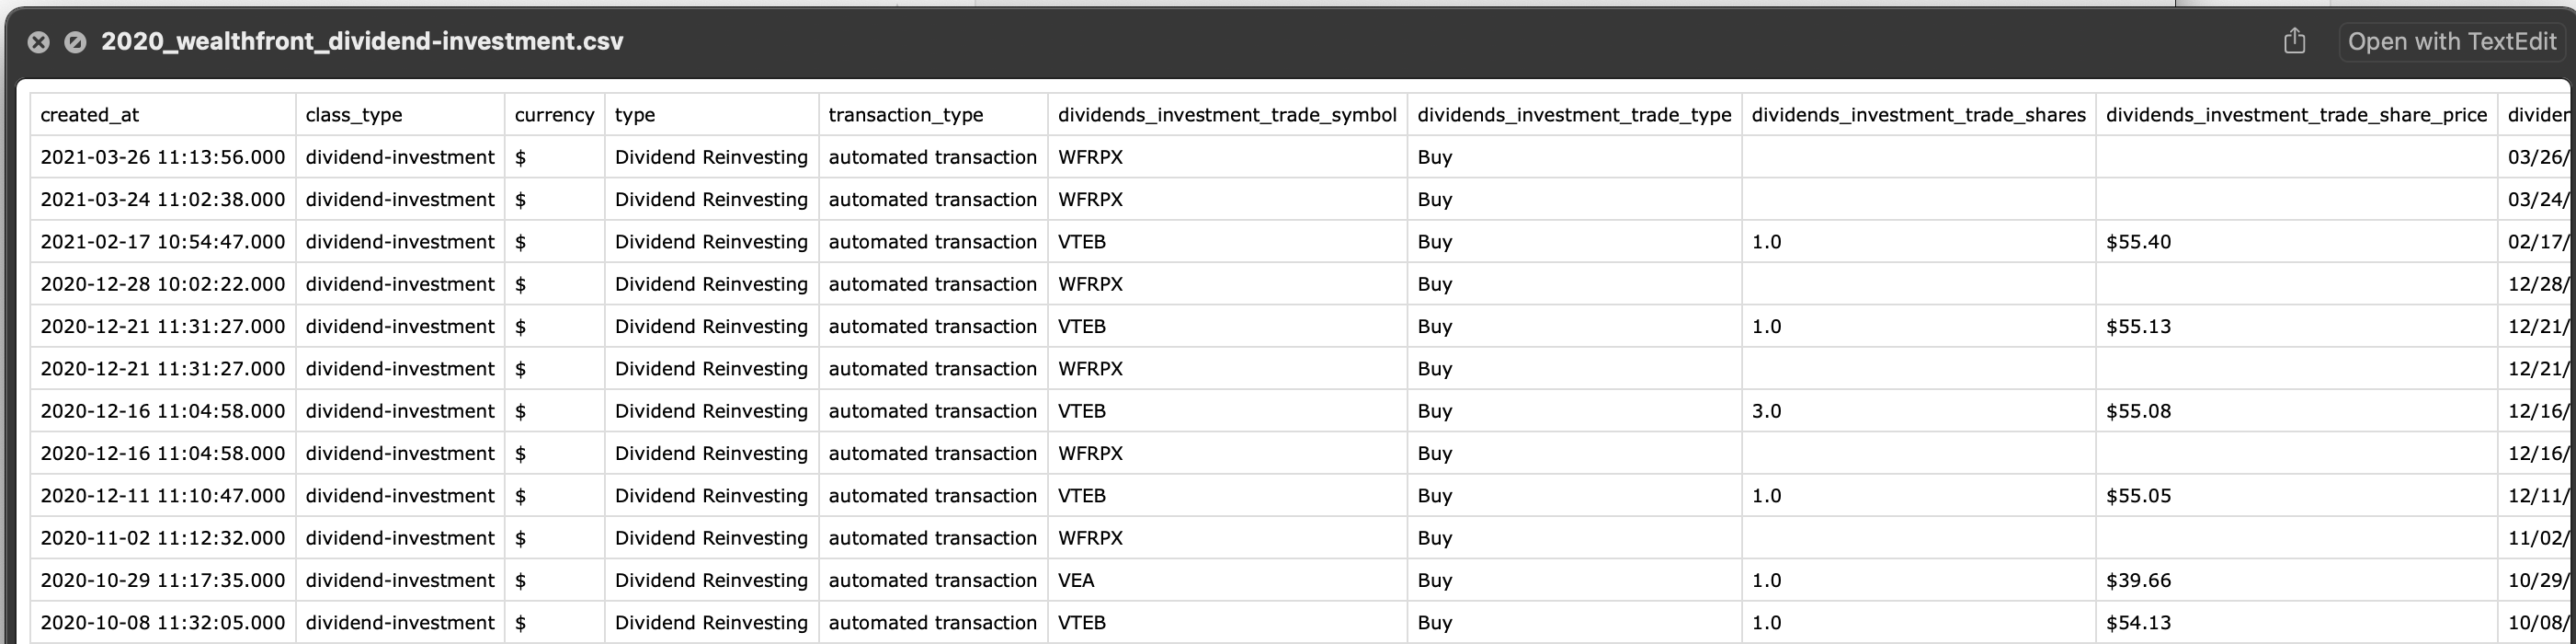 2020_wealthfront_dividend-investment.csv Open with TextEdit
created_at class_type currency type transaction_type dividends_investment_trade_symbol dividends_investment_trade_type dividends_investment_trade_shares dividends_investment_trade_share_price divider
2021-03-26 11:13:56.000 dividend-investment $ Dividend Reinvesting automated transaction WFRPX Buy 03/26/
2021-03-24 11:02:38.000 dividend-investment $ Dividend Reinvesting automated transaction WFRPX Buy 03/24/
2021-02-17 10:54:47.000 dividend-investment $ Dividend Reinvesting automated transaction VTEB Buy 1.0 $55.40 02/17/
2020-12-28 10:02:22.000 dividend-investment $ Dividend Reinvesting automated transaction WFRPX Buy 12/28/
2020-12-21 11:31:27.000 dividend-investment $ Dividend Reinvesting automated transaction VTEB Buy 1.0 $55.13 12/21/
2020-12-21 11:31:27.000 dividend-investment $ Dividend Reinvesting automated transaction WFRPX Buy 12/21/
2020-12-16 11:04:58.000 dividend-investment $ Dividend Reinvesting automated transaction VTEB Buy 3.0 $55.08 12/16/
2020-12-16 11:04:58.000 dividend-investment $ Dividend Reinvesting automated transaction WFRPX Buy 12/16/
2020-12-11 11:10:47.000 dividend-investment $ Dividend Reinvesting automated transaction VTEB Buy 1.0 $55.05 12/11/
2020-11-02 11:12:32.000 dividend-investment $ Dividend Reinvesting automated transaction WFRPX Buy 11/02/
2020-10-29 11:17:35.000 dividend-investment $ Dividend Reinvesting automated transaction VEA Buy 1.0 $39.66 10/29/
2020-10-08 11:32:05.000 dividend-investment $ Dividend Reinvesting automated transaction VTEB Buy 1.0 $54.13 10/08/